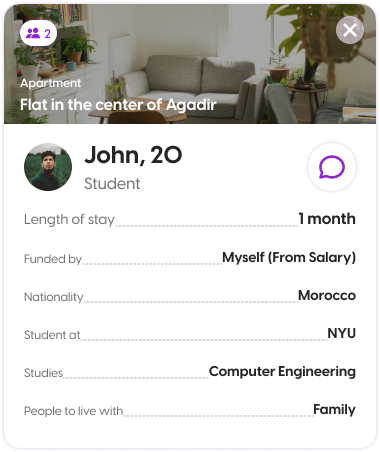 2
Apartment
Flat in the center of Agadir
John, 20
Student
Length of stay 1 month
Funded by Myself (From Salary)
Nationality Morocco
Student at NYU
Studies Computer Engineering
People to live with Family